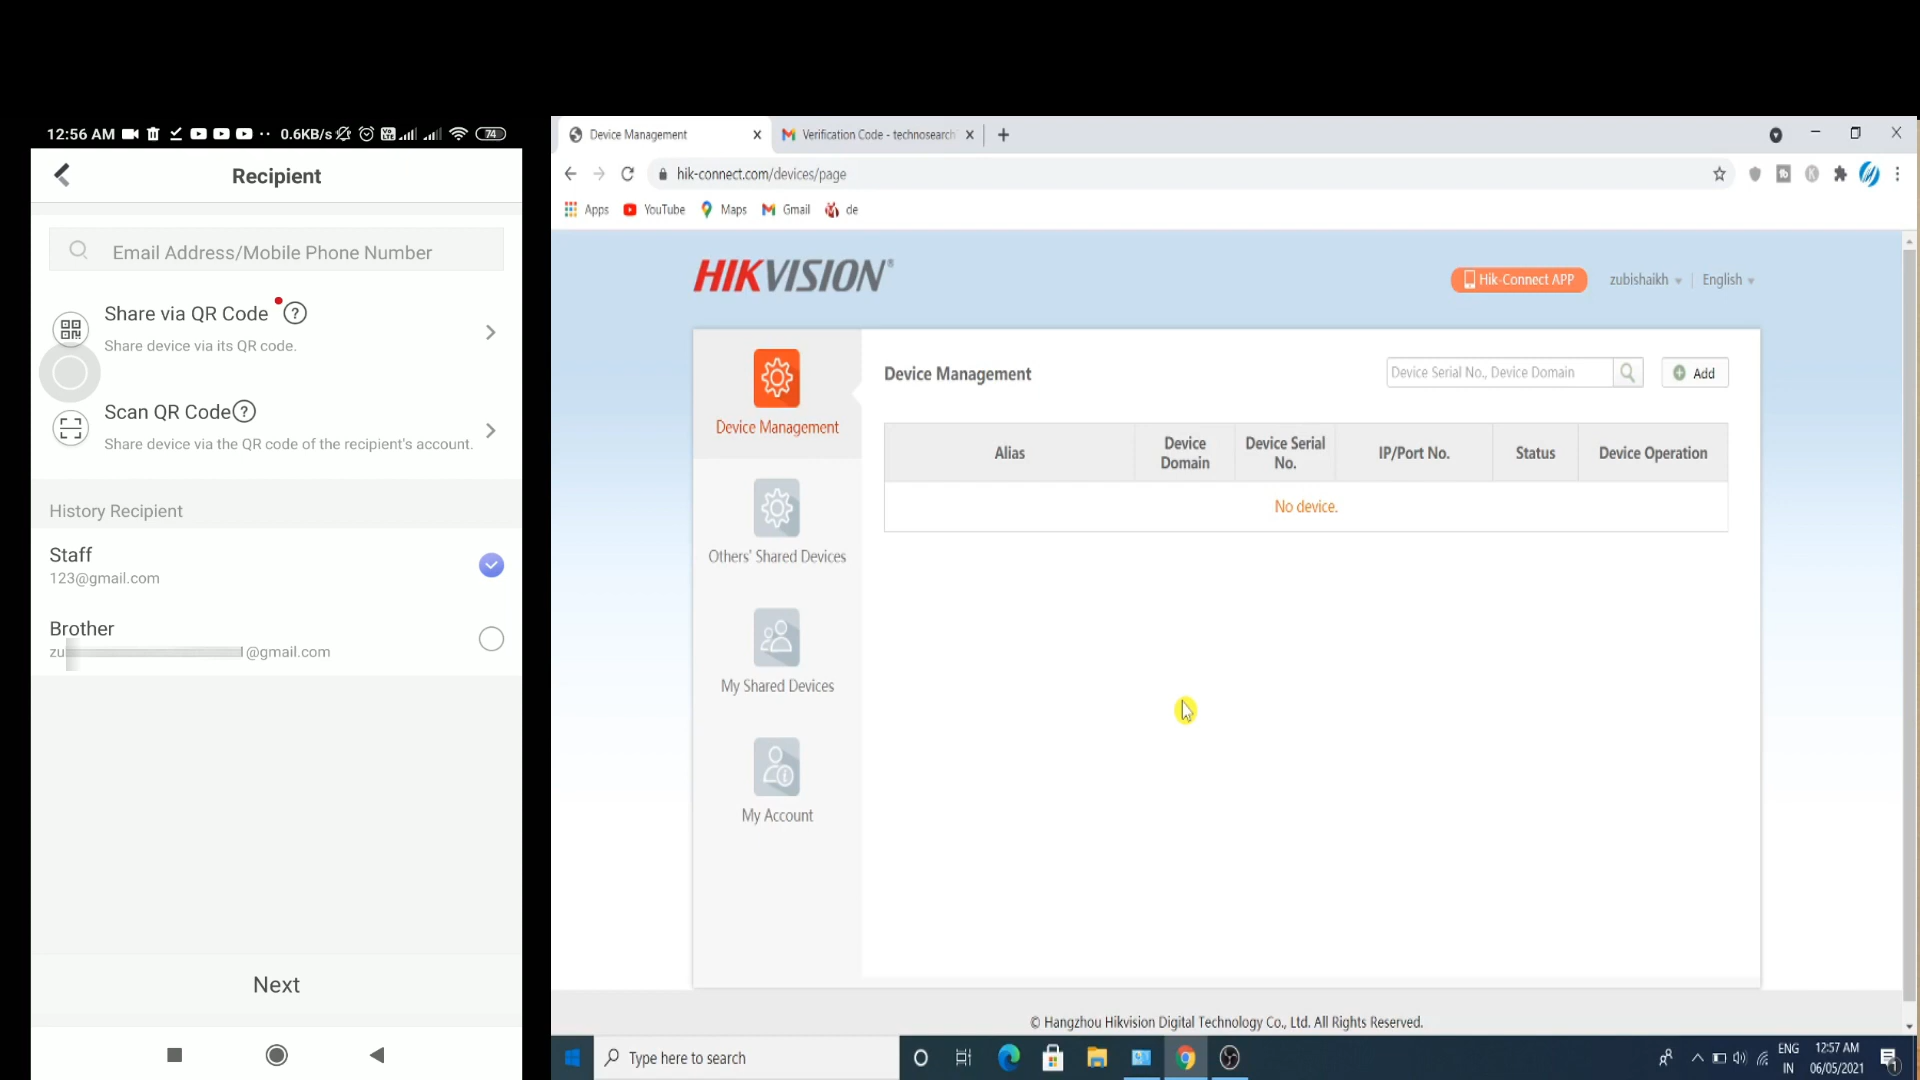 12:56 AM
0.6KB/s
Vo
LTE
74
Recipient
Email Address/Mobile Phone Number
Share via QR Code ?
Share device via its QR code.
Scan QR Code ?
Share device via the QR code of the recipient's account.
History Recipient
Staff
123@gmail.com
Brother
zu
@gmail.com
Next
Device Management
Verification Code - technosearch
hik-connect.com/devices/page
Apps
YouTube
Maps
Gmail
de
HIKVISION®
Hik-Connect APP
zubishaikh
English
Device Management
Others' Shared Devices
My Shared Devices
My Account
Device Management
Device Serial No., Device Domain
Add
Alias
Device
Domain
Device Serial
No.
IP/Port No.
Status
Device Operation
No device.
© Hangzhou Hikvision Digital Technology Co., Ltd. All Rights Reserved.
Type here to search
ENG
IN
12:57 AM
06/05/2021
1